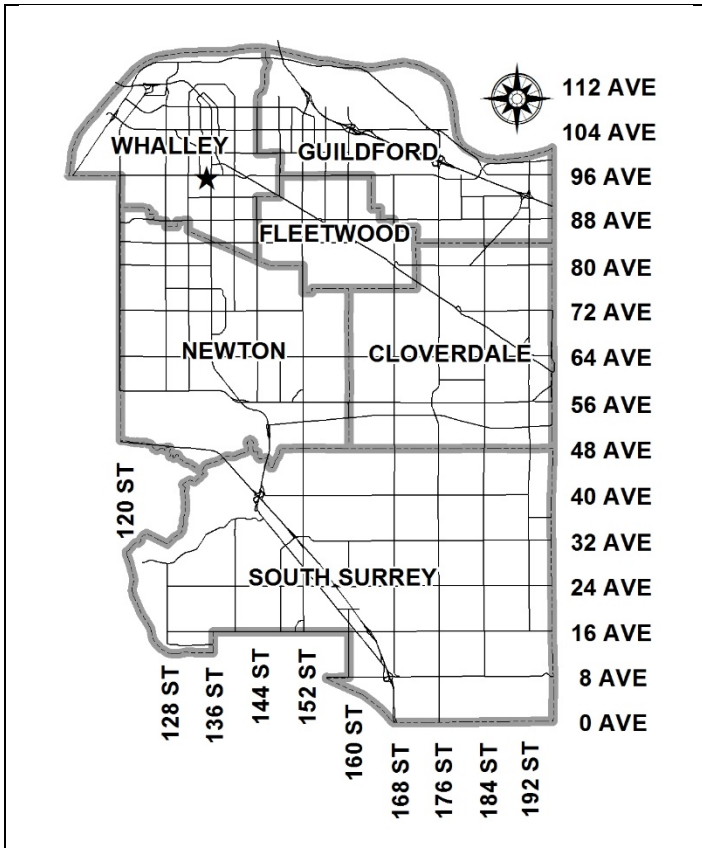 112 AVE
104 AVE
WHALLEY
GUILDFORD
96 AVE
88 AVE
FLEETWOOD
80 AVE
72 AVE
NEWTON
CLOVERDALE
64 AVE
56 AVE
48 AVE
120 ST
40 AVE
32 AVE
SOUTH SURREY
24 AVE
16 AVE
128 ST
136 ST
144 ST
152 ST
8 AVE
160 ST
0 AVE
168 ST
176 ST
184 ST
192 ST